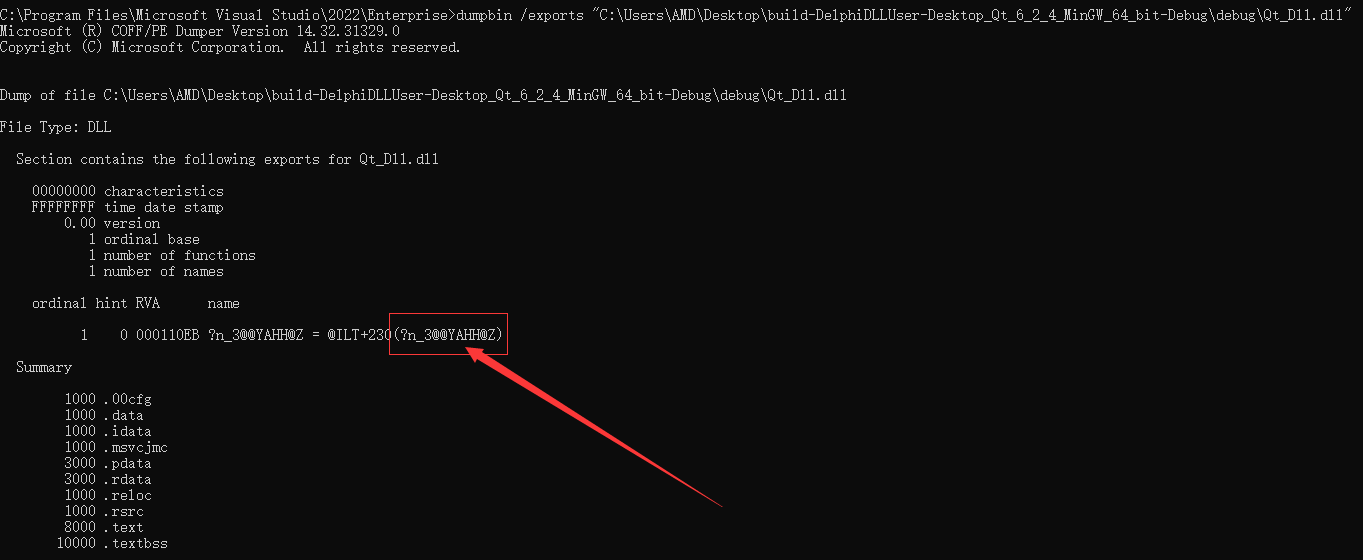 C:\Program Files\Microsoft Visual Studio\2022\Enterprise>dumpbin /exports "C:\Users\AMD\Desktop\build-DelphiDLLUser-Desktop_Qt_6_2_4_MinGW_64_bit-Debug\debug\Qt_Dll.dll"
Microsoft (R) COFF/PE Dumper Version 14.32.31329.0
Copyright (C) Microsoft Corporation.  All rights reserved.
Dump of file C:\Users\AMD\Desktop\build-DelphiDLLUser-Desktop_Qt_6_2_4_MinGW_64_bit-Debug\debug\Qt_Dll.dll
File Type: DLL
Section contains the following exports for Qt_Dll.dll
00000000 characteristics
FFFFFFFF time date stamp
0.00 version
1 ordinal base
1 number of functions
1 number of names
ordinal hint RVA      name
1    0 000110EB ?n_3@@YAHH@Z = @ILT+230(?n_3@@YAHH@Z)
Summary
1000 .00cfg
1000 .data
1000 .idata
1000 .msvcjmc
3000 .pdata
3000 .rdata
1000 .reloc
1000 .rsrc
8000 .text
10000 .textbss